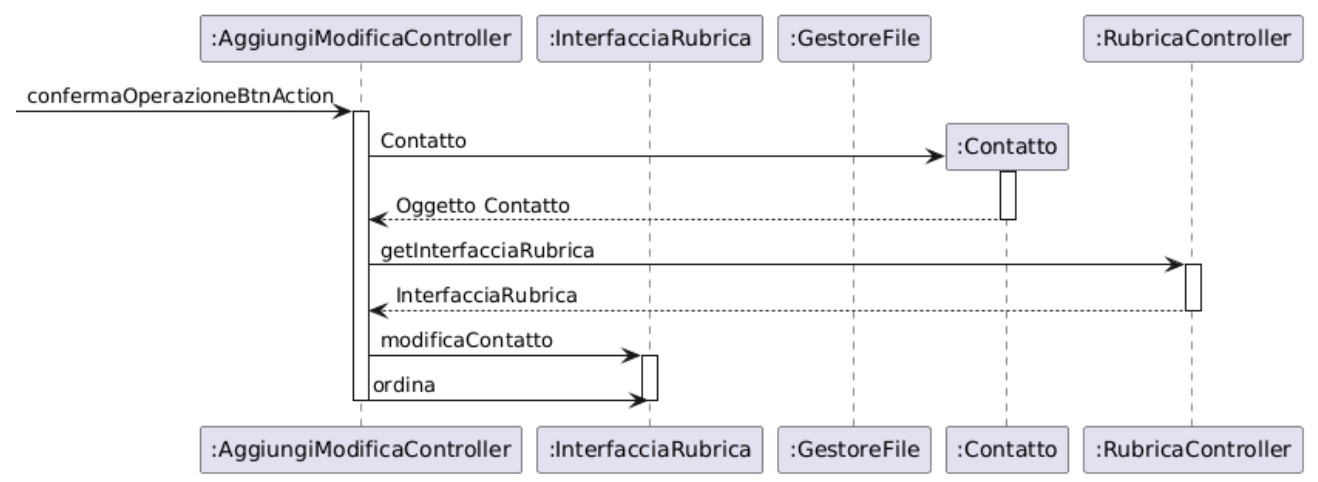 :AggiungiModificaController
:InterfacciaRubrica
:GestoreFile
:RubricaController
confermaOperazioneBtnAction
Contatto
:Contatto
Oggetto Contatto
getInterfacciaRubrica
InterfacciaRubrica
modificaContatto
ordina
:AggiungiModificaController
:InterfacciaRubrica
:GestoreFile
:Contatto
:RubricaController